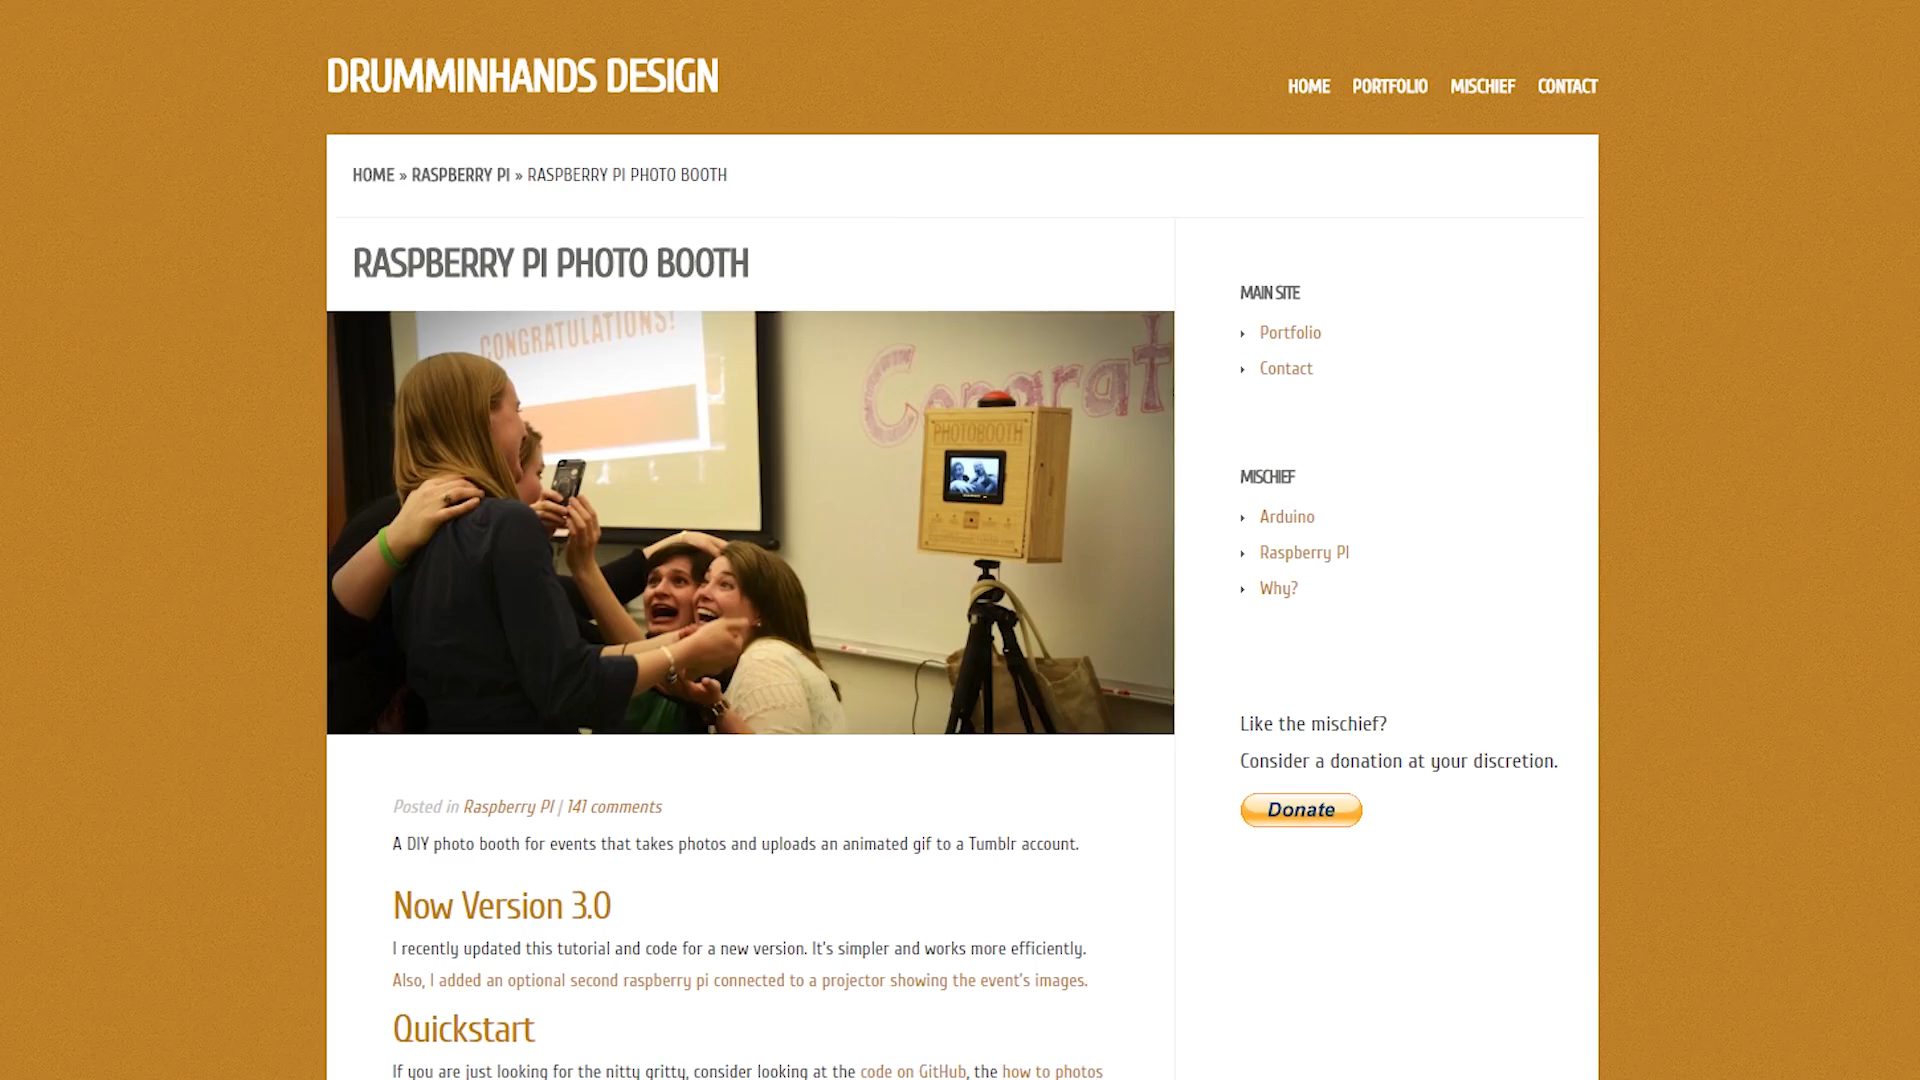 DRUMMINHANDS DESIGN
HOME PORTFOLIO MISCHIEF CONTACT
HOME » RASPBERRY PI » RASPBERRY PI PHOTO BOOTH
RASPBERRY PI PHOTO BOOTH
CONGRATULATIONS!
Congrat
PHOTOBOOTH
Posted in Raspberry PI | 141 comments
A DIY photo booth for events that takes photos and uploads an animated gif to a Tumblr account.
Now Version 3.0
I recently updated this tutorial and code for a new version. It's simpler and works more efficiently.
Also, I added an optional second raspberry pi connected to a projector showing the event's images.
Quickstart
If you are just looking for the nitty gritty, consider looking at the code on GitHub, the how to photos
MAIN SITE
Portfolio
Contact
MISCHIEF
Arduino
Raspberry PI
Why?
Like the mischief?
Consider a donation at your discretion.
Donate